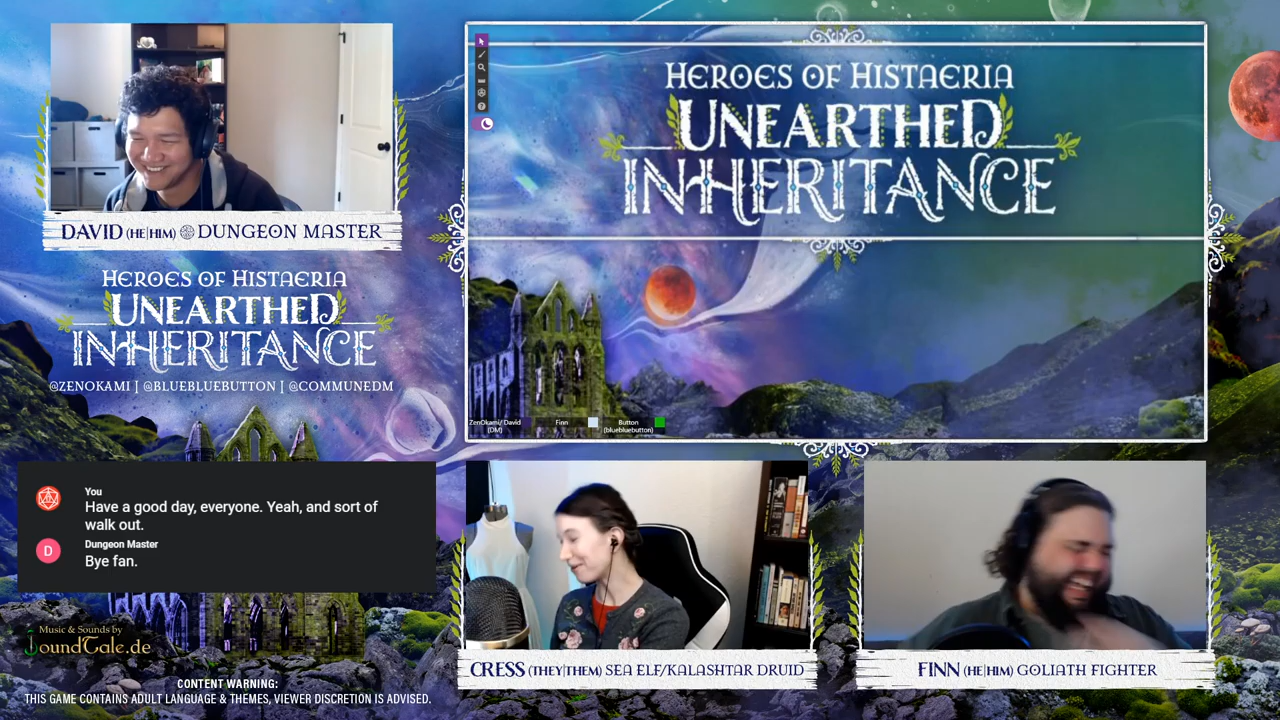 HEROES OF HISTAERIA
UNEARTHED
INHERITANCE
DAVID (HE|HIM) DUNGEON MASTER
HEROES OF HISTAERIA
UNEARTHED
INHERITANCE
@ZENOKAMI | @BLUEBLUEBUTTON | @COMMUNEDM
ZenOkami/ David
(DM)
Finn
Button
(bluebluebutton)
You
Have a good day, everyone. Yeah, and sort of
walk out.
D
Dungeon Master
Bye fan.
Music & Sounds by
SoundTale.de
CRESS (THEY|THEM) SEA ELF/KALASHTAR DRUID
FINN (HE|HIM) GOLIATH FIGHTER
CONTENT WARNING:
THIS GAME CONTAINS ADULT LANGUAGE & THEMES, VIEWER DISCRETION IS ADVISED.